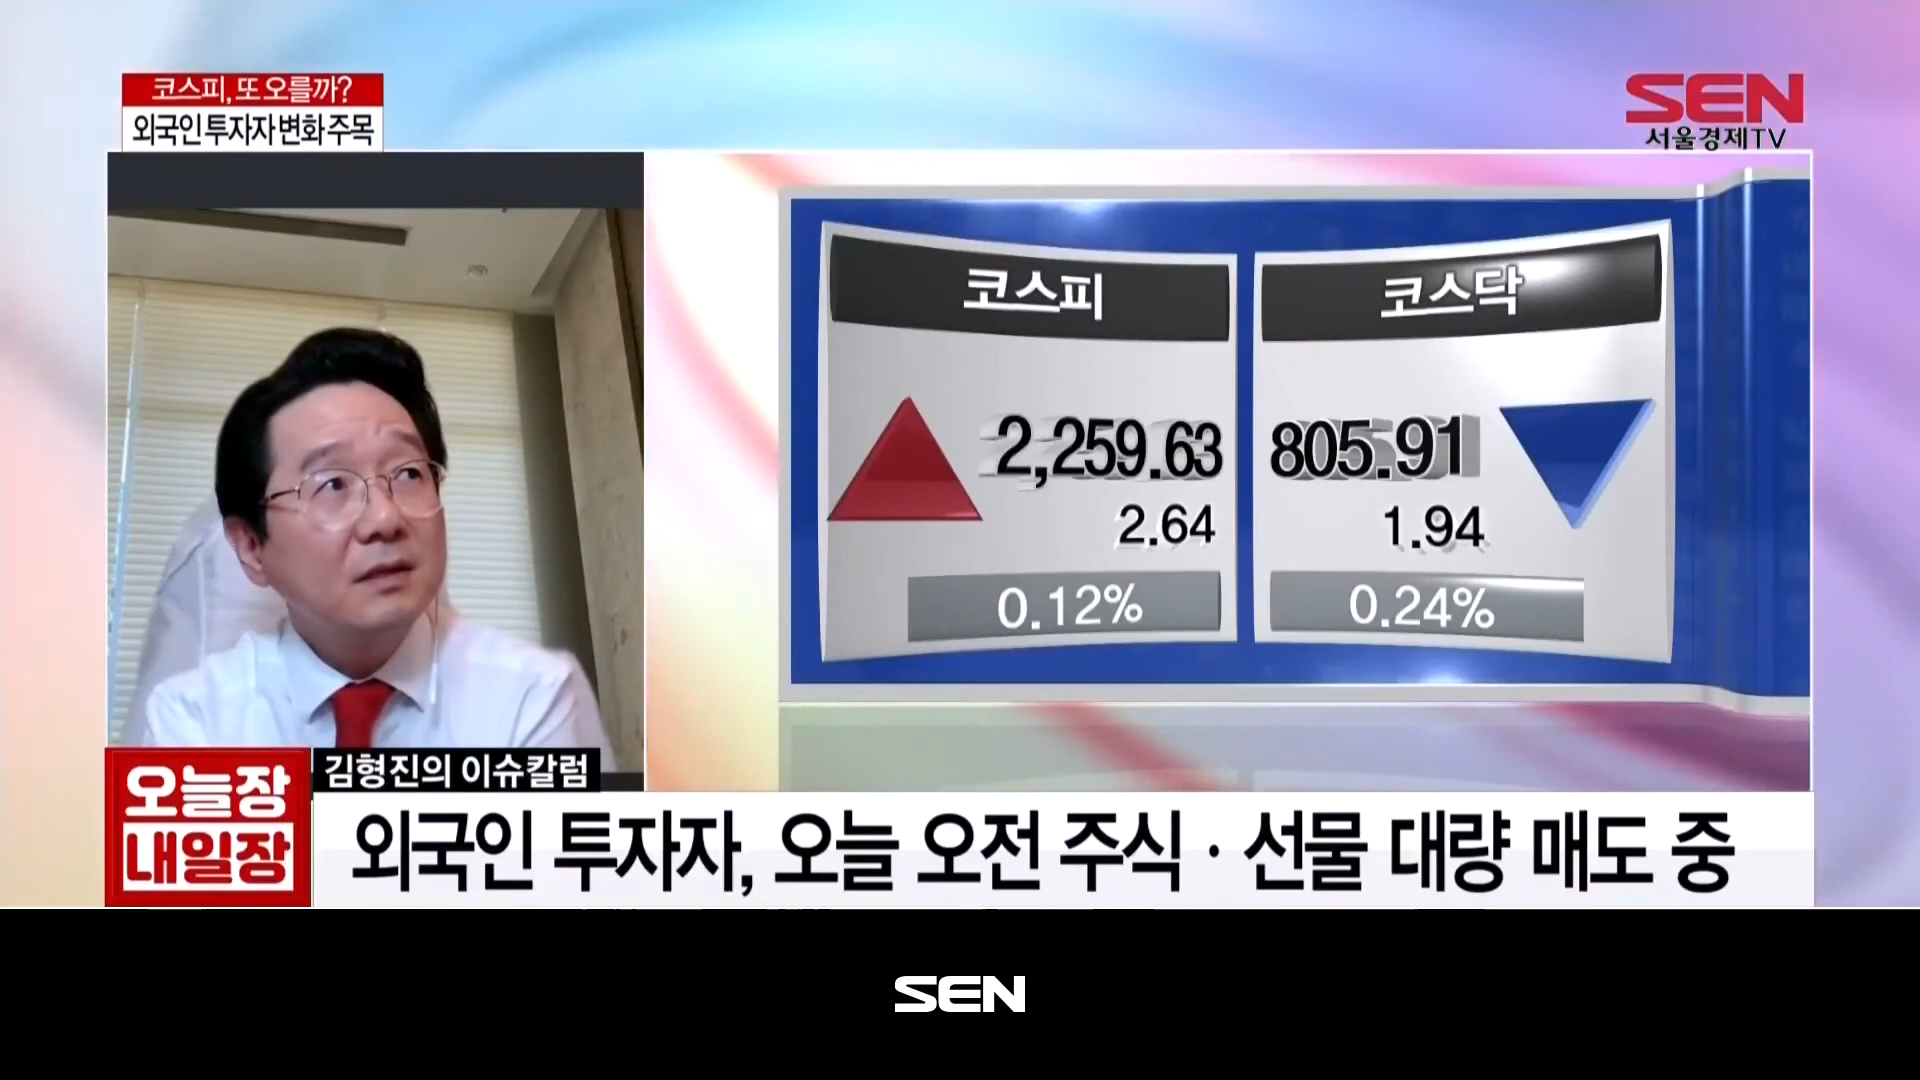 코스피, 또 오를까?
외국인 투자자 변화 주목
SEN
서울경제TV
코스피
2,259.63
2.64
0.12%
코스닥
805.91
1.94
0.24%
오늘장
내일장
김형진의 이슈칼럼
외국인 투자자, 오늘 오전 주식·선물 대량 매도 중
SEN